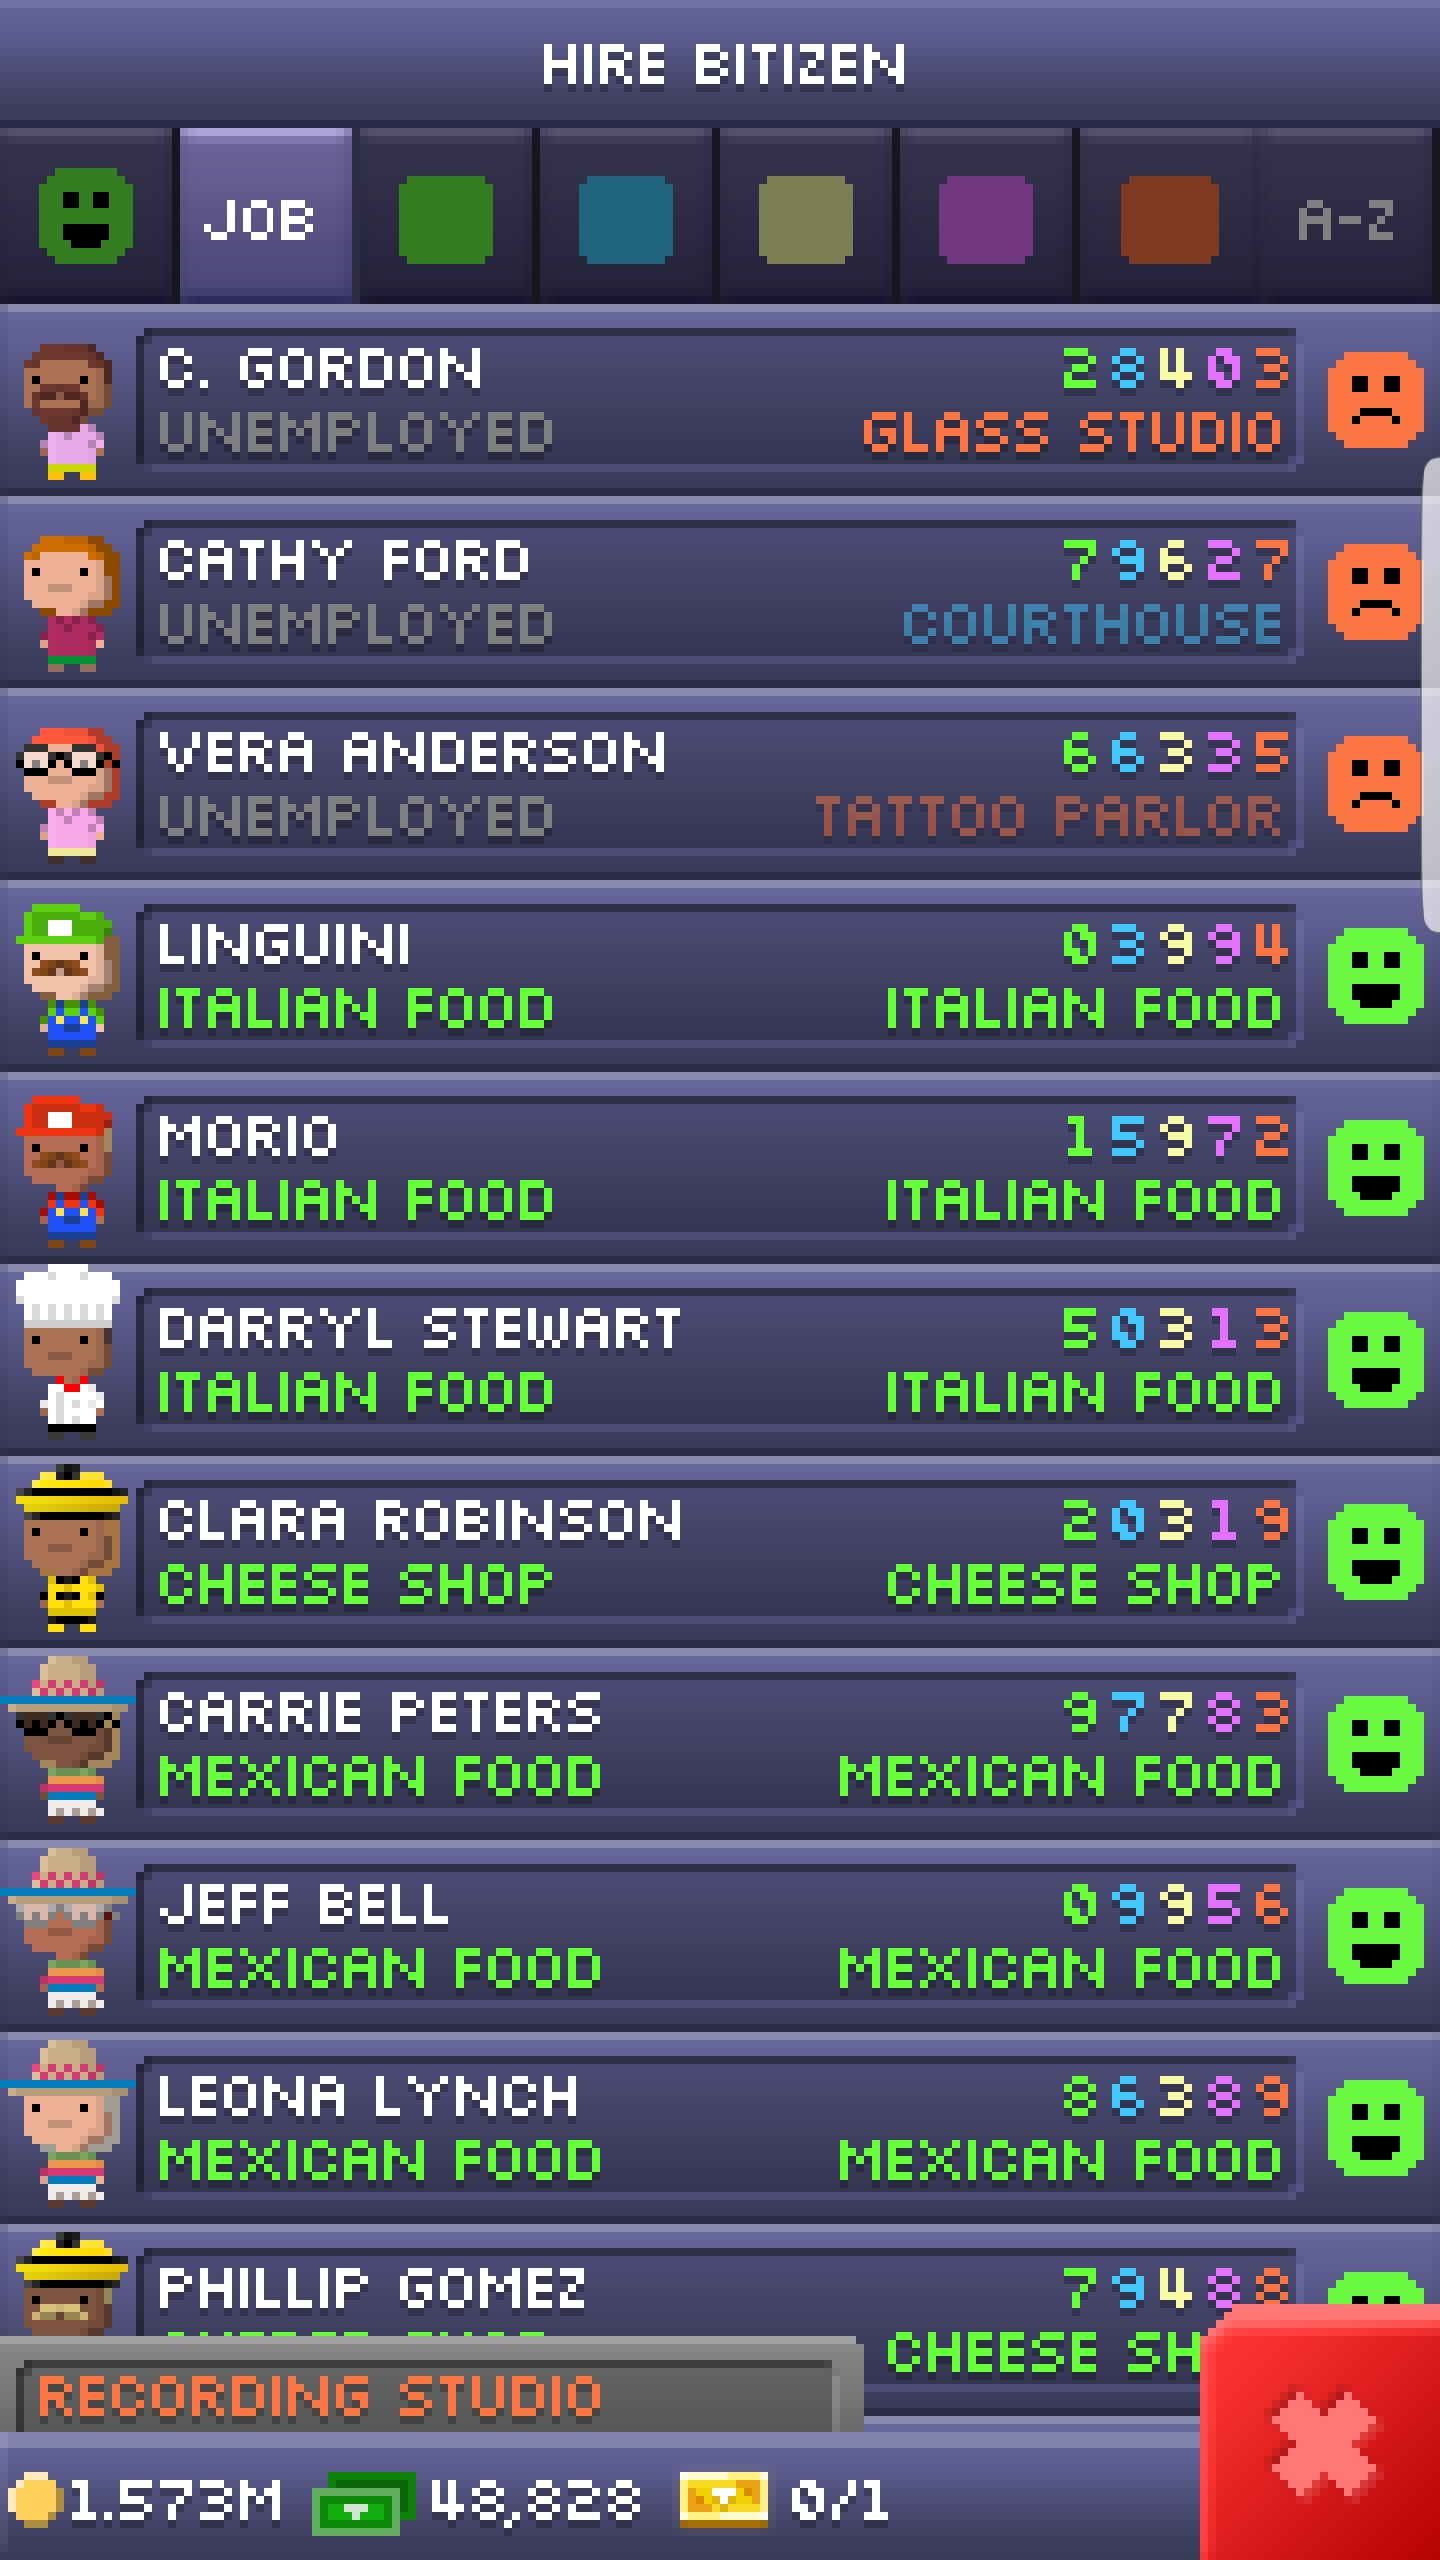 HIRE BITIZEN
JOB
A-Z
C. GORDON 28403
UNEMPLOYED GLASS STUDIO
CATHY FORD 79627
UNEMPLOYED COURTHOUSE
VERA ANDERSON 66335
UNEMPLOYED TATTOO PARLOR
LINGUINI 03994
ITALIAN FOOD ITALIAN FOOD
MORIO 15972
ITALIAN FOOD ITALIAN FOOD
DARRYL STEWART 50313
ITALIAN FOOD ITALIAN FOOD
CLARA ROBINSON 20319
CHEESE SHOP CHEESE SHOP
CARRIE PETERS 97783
MEXICAN FOOD MEXICAN FOOD
JEFF BELL 09956
MEXICAN FOOD MEXICAN FOOD
LEONA LYNCH 86389
MEXICAN FOOD MEXICAN FOOD
PHILLIP GOMEZ 79488
CHEESE SH
RECORDING STUDIO
1.573M 48,828 0/1